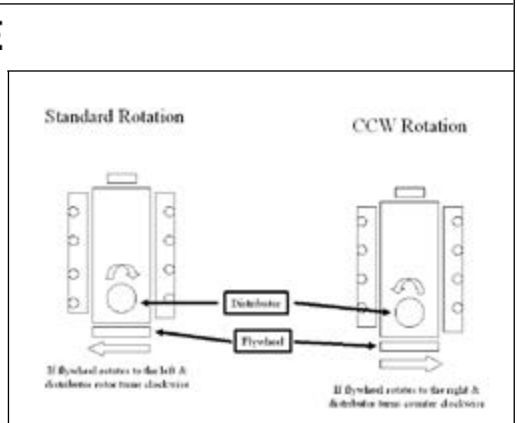 Standard Rotation
CCW Rotation
Distributor
Flywheel
If flywheel rotates to the left &
distributor rotor turns clockwise
If flywheel rotates to the right &
distributor turns counter clockwise